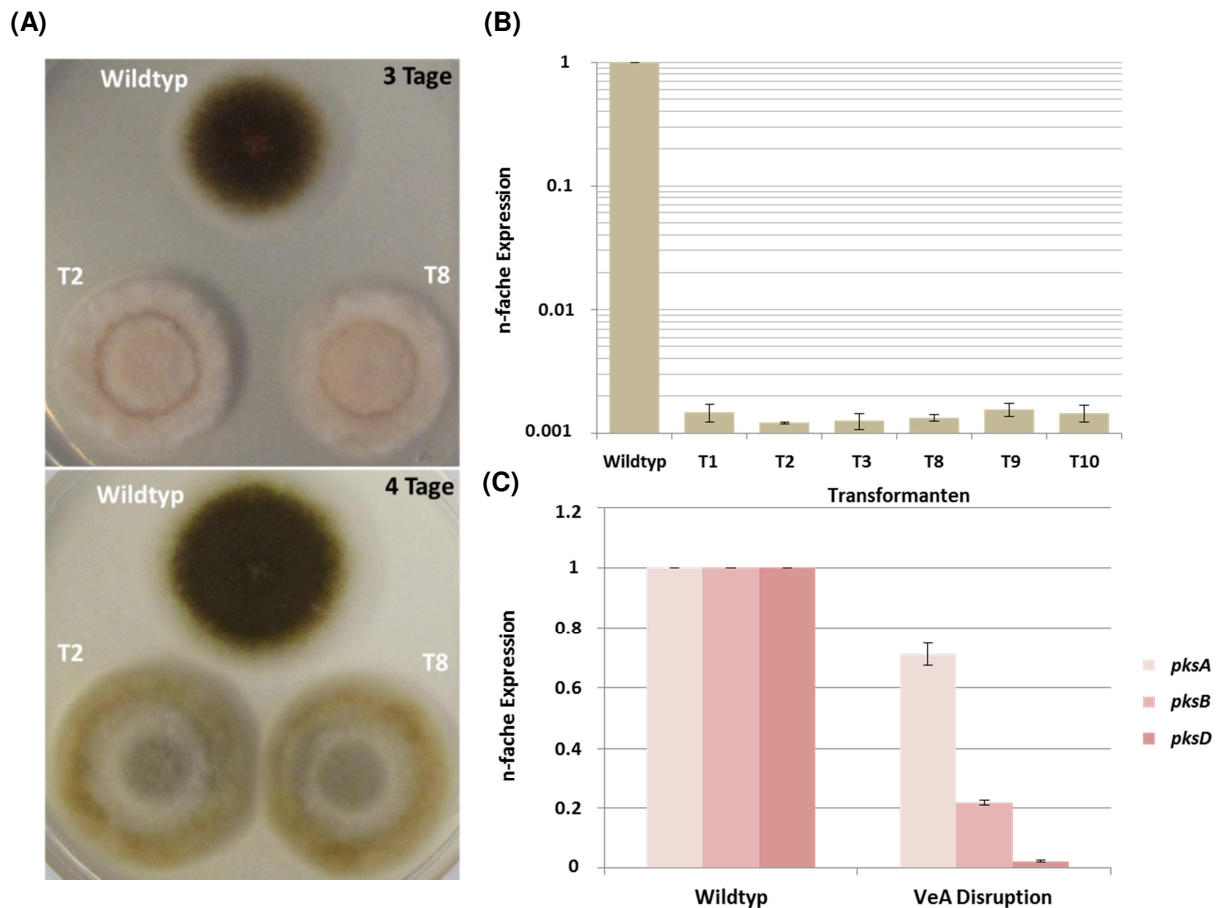 (A)
Wildtyp
3 Tage
T2
T8
Wildtyp
4 Tage
T2
T8
(B)
n-fache Expression
1
0.1
0.01
0.001
Wildtyp T1 T2 T3 T8 T9 T10
Transformanten
(C)
n-fache Expression
1.2
1
0.8
0.6
0.4
0.2
0
Wildtyp VeA Disruption
pksA
pksB
pksD